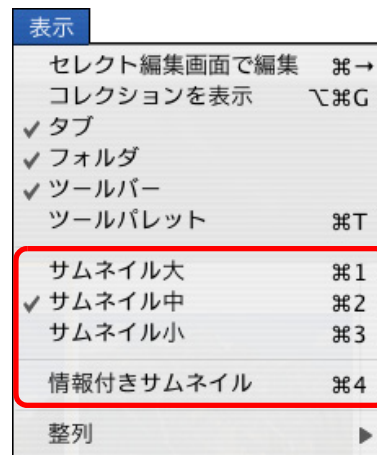 表示
セレクト編集画面で編集 ⌘→
コレクションを表示 ⌥⌘G
✓タブ
✓フォルダ
✓ツールバー
ツールパレット ⌘T
サムネイル大 ⌘1
✓サムネイル中 ⌘2
サムネイル小 ⌘3
情報付きサムネイル ⌘4
整列 ▶